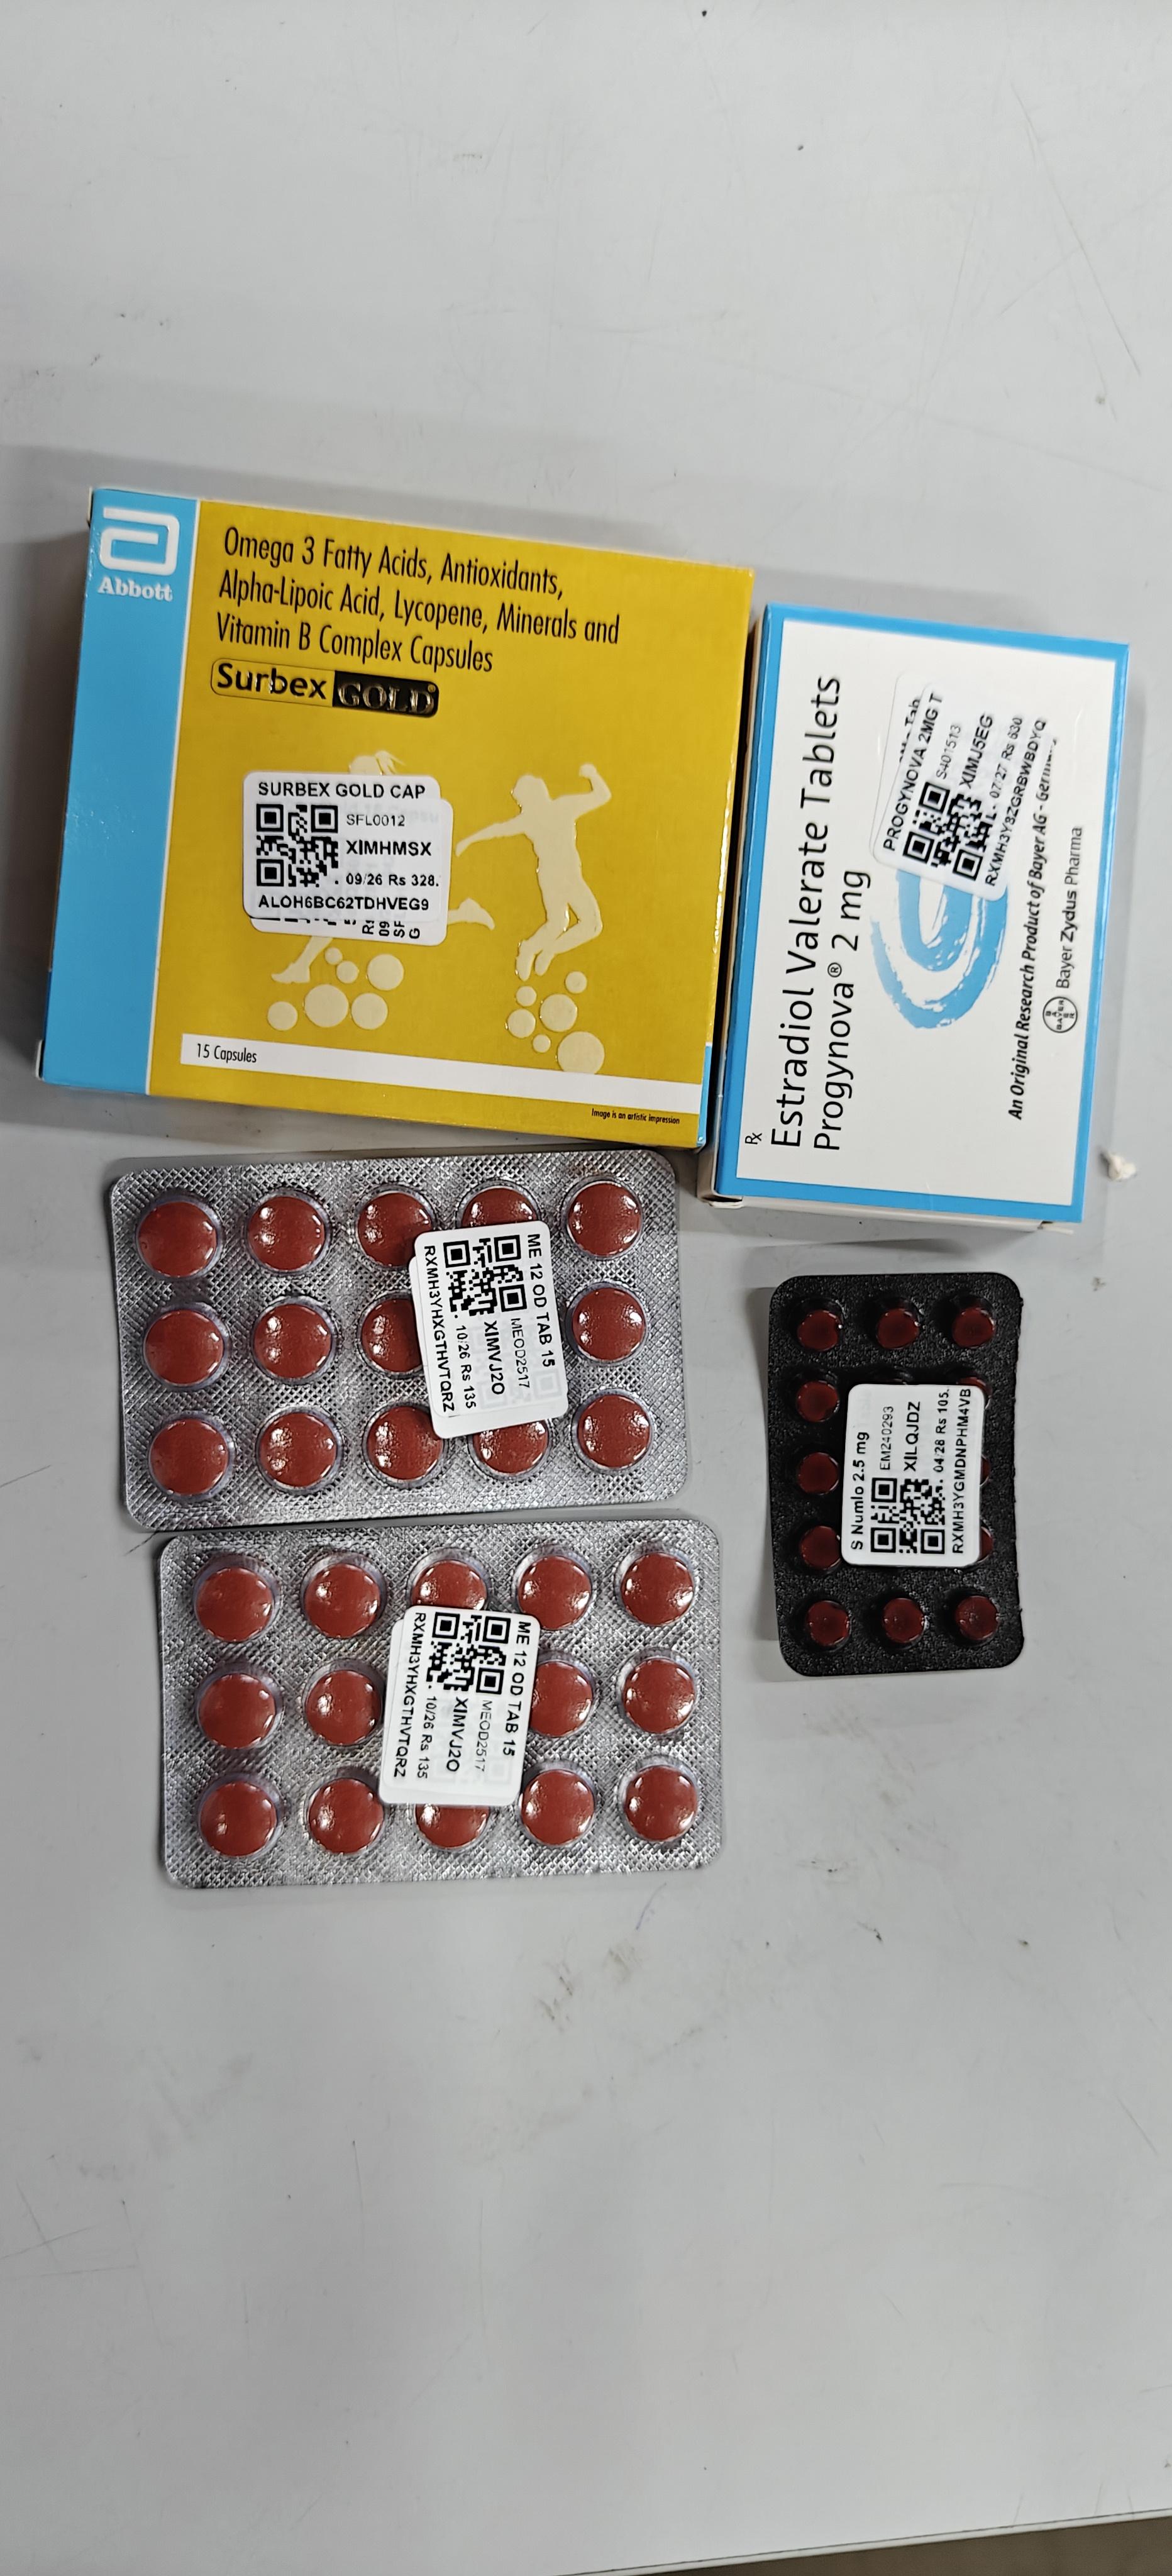 Abbott
Omega 3 Fatty Acids, Antioxidants,
Alpha-Lipoic Acid, Lycopene, Minerals and
Vitamin B Complex Capsules
Surbex GOLD
SURBEX GOLD CAP
SFL0012
XIMHMSX
09/26 Rs 328.
ALOH6BC62TDHVEG9
15 Capsules
Image is an artistic impression
Rx
Estradiol Valerate Tablets
Progynova® 2 mg
PROGYNOVA 2MG T
S401513
XIMJ5EG
07/27 Rs 630
An Original Research Product of Bayer AG - Germany
BAYER
Bayer Zydus Pharma
ME 12 OD TAB 15
MEOD2517
XIMVJ2O
10/26 Rs 135
RXMH3YHXGTHVTQRZ
S Numlo 2.5 mg
EM240293
XILQJDZ
04/28 Rs 105.
RXMH3YGMDNPHM4VB
ME 12 OD TAB 15
MEOD2517
XIMVJ2O
10/26 Rs 135
RXMH3YHXGTHVTQRZ